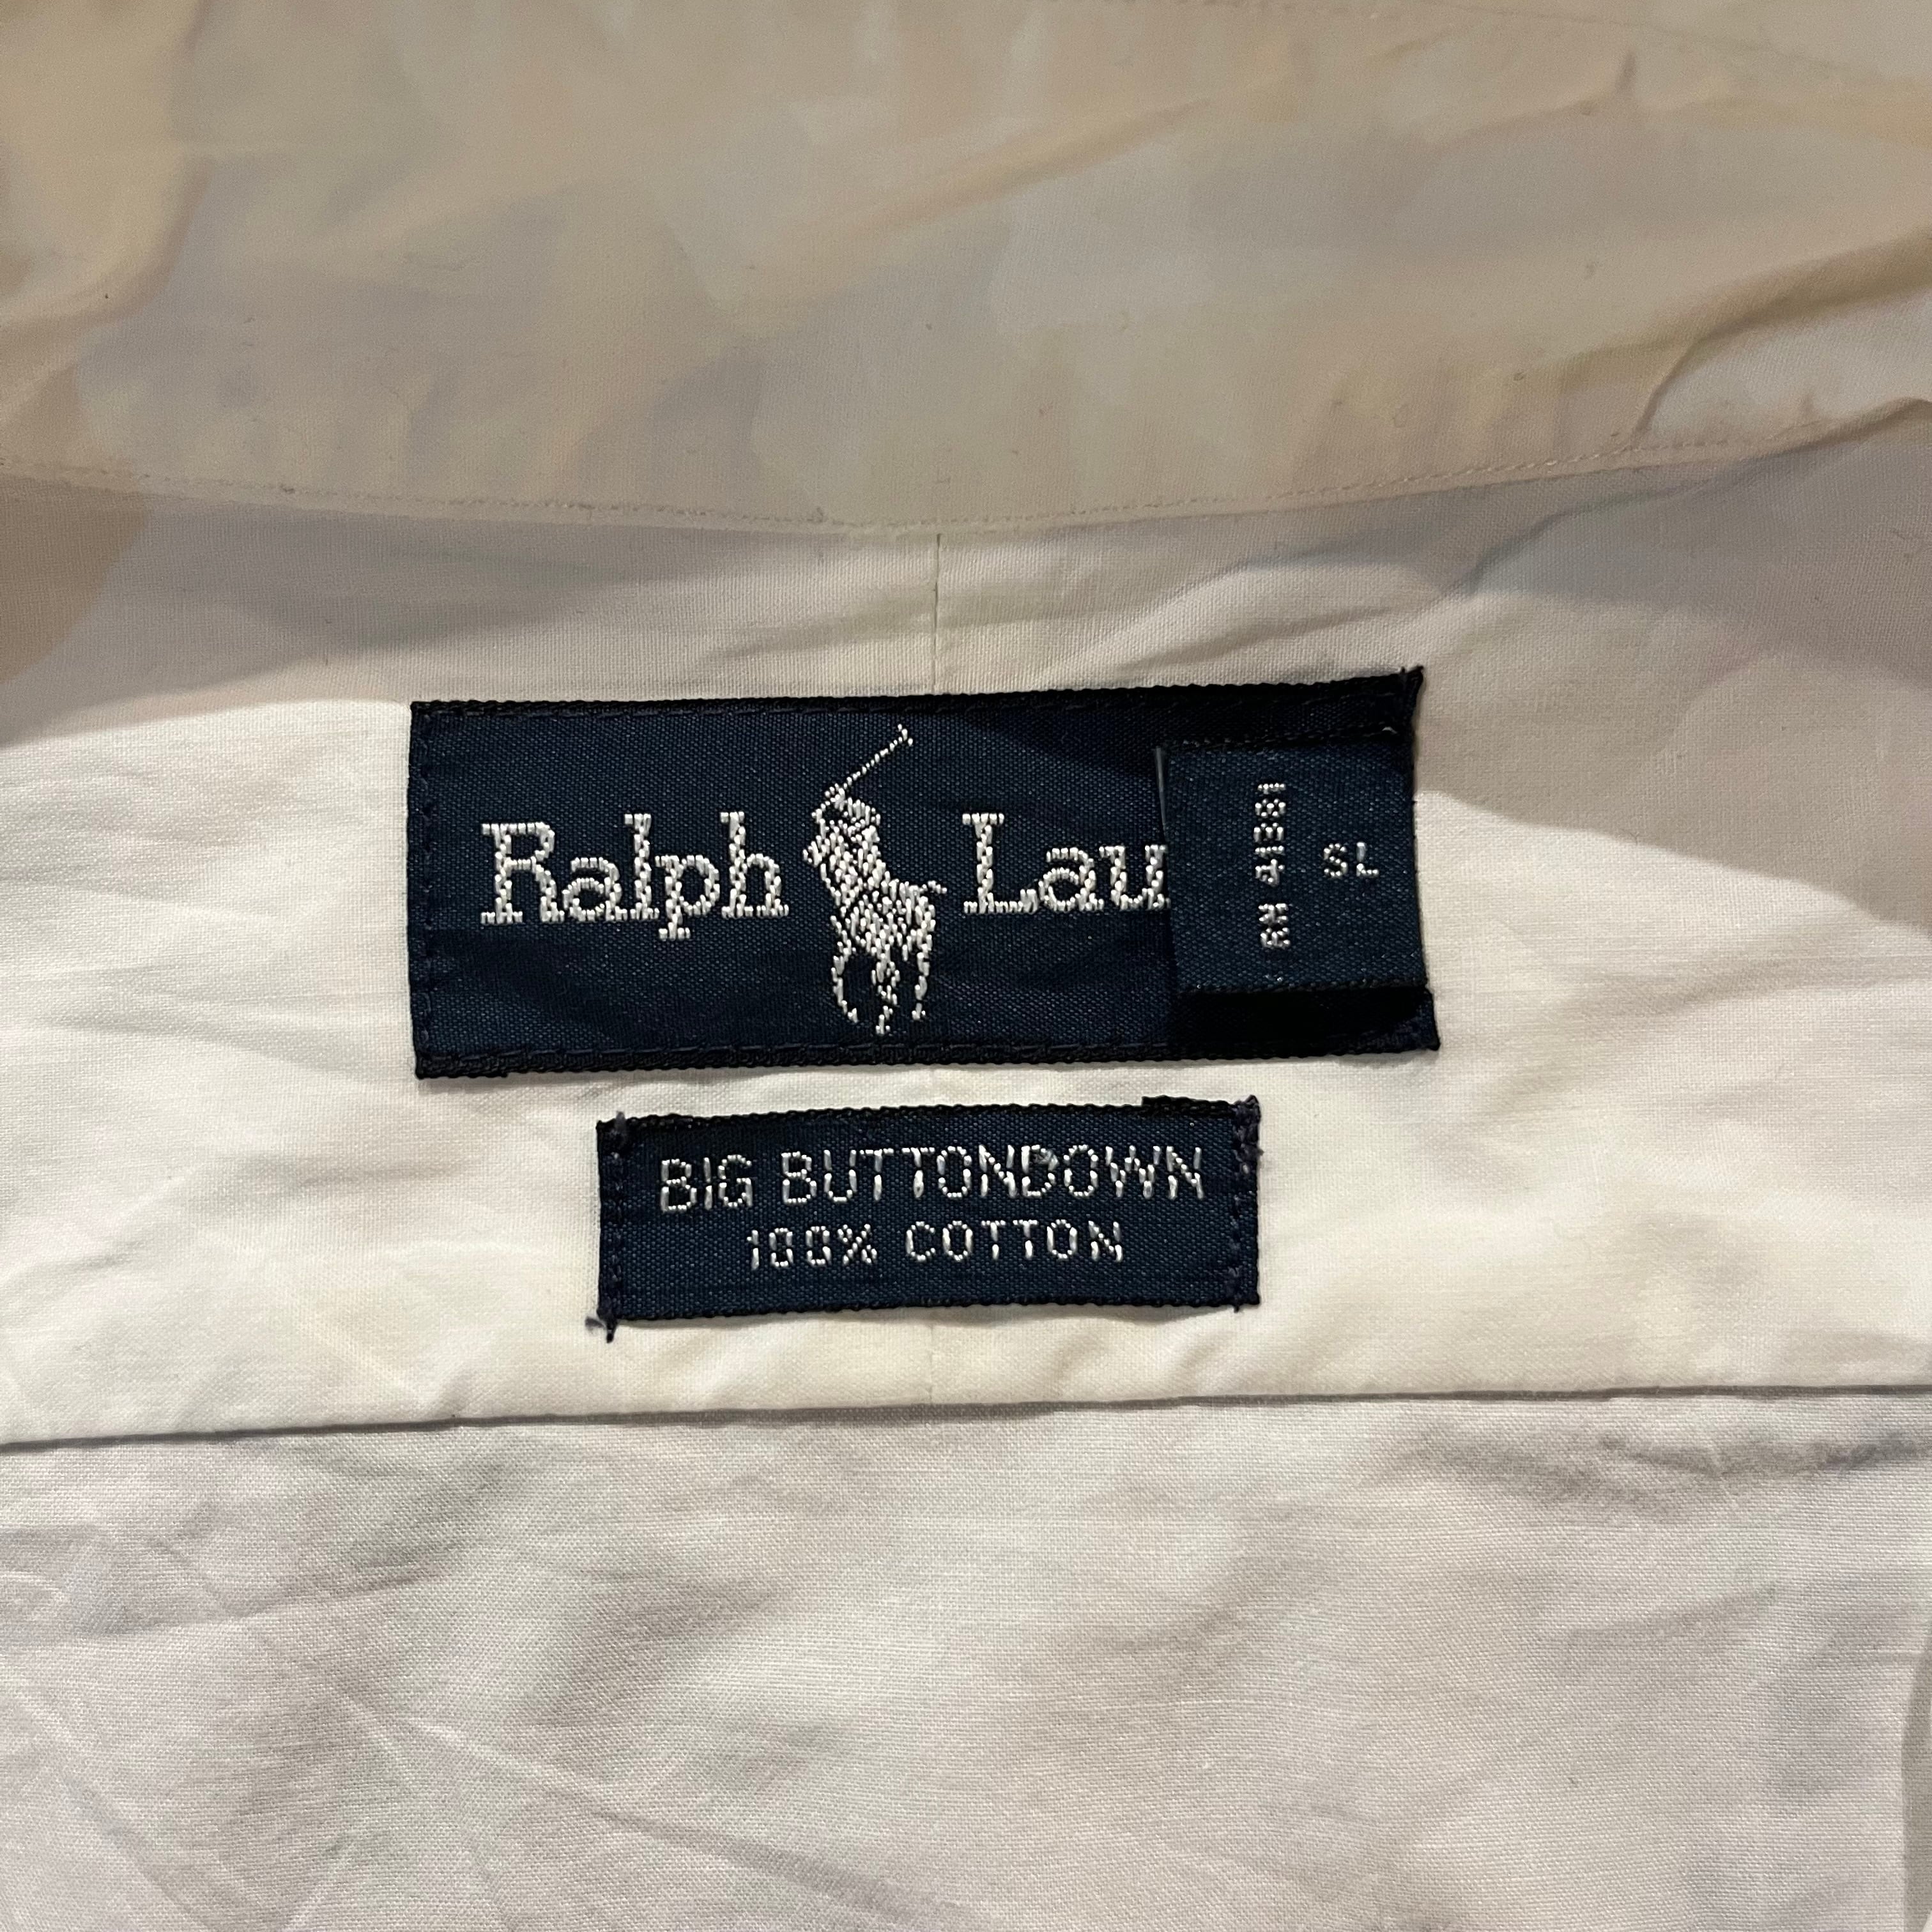 Ralph Lau
RN 41381
SL
BIG BUTTONDOWN
100% COTTON